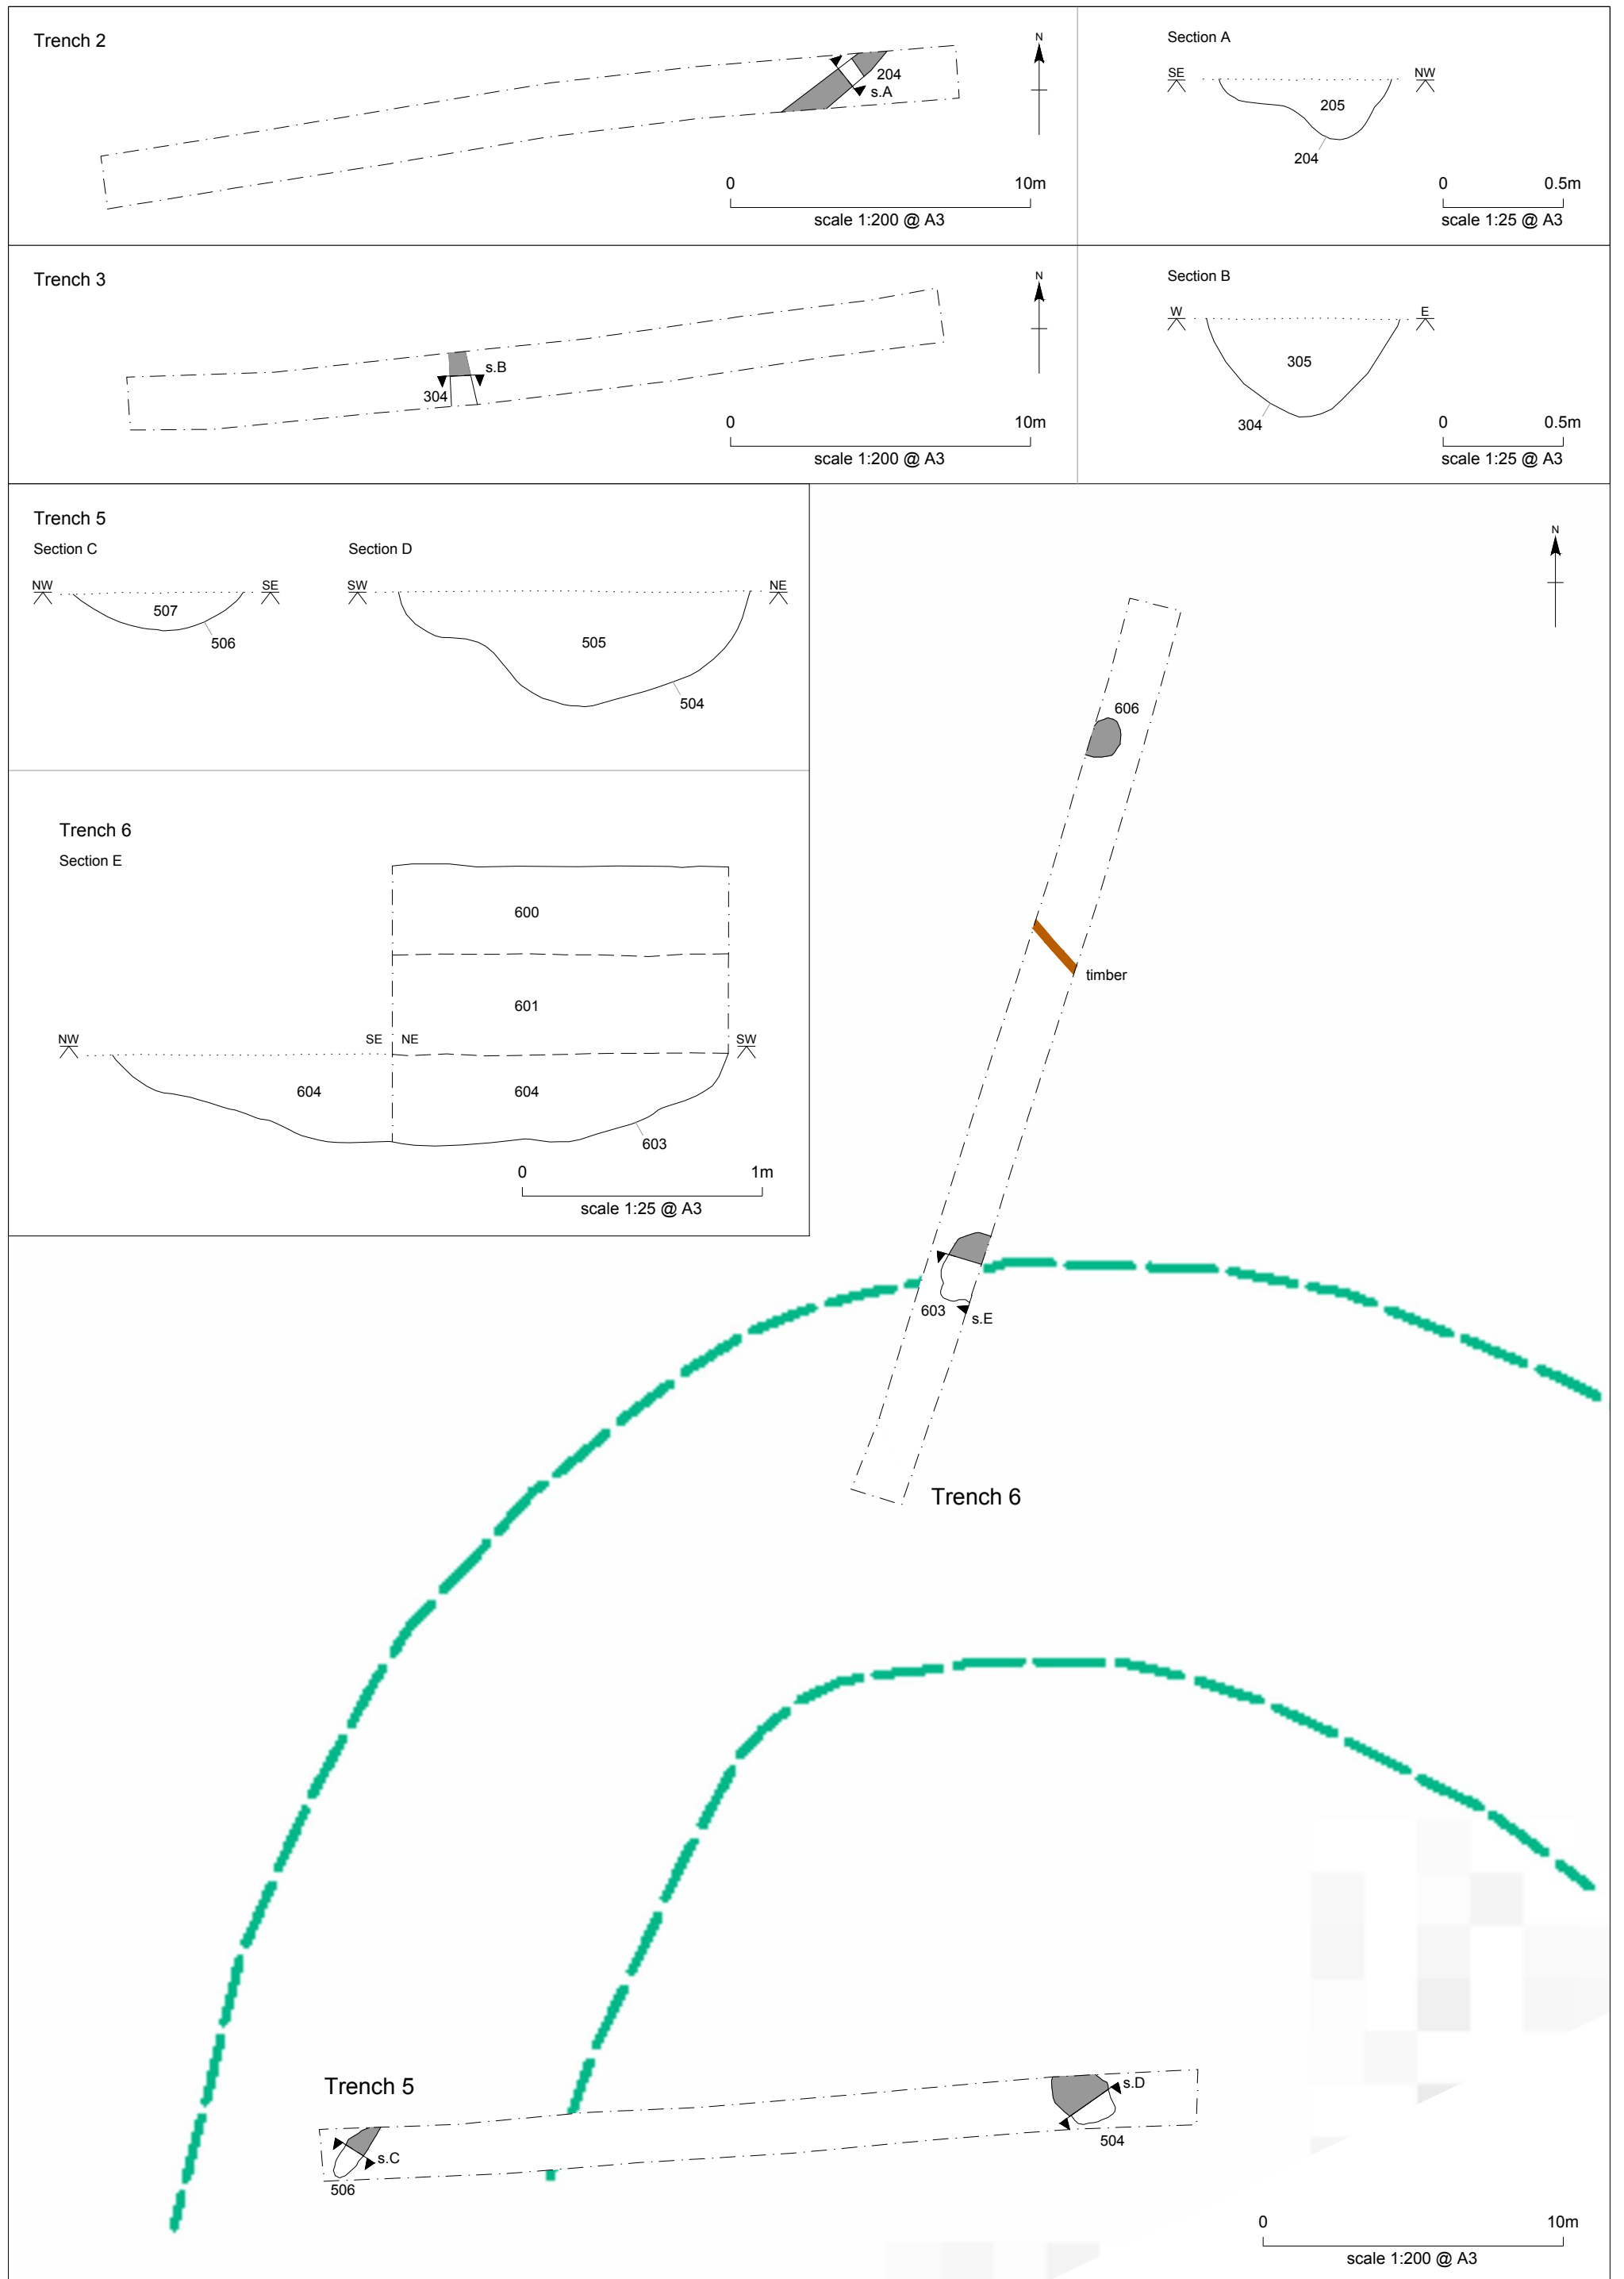 Trench 2
N
204
s.A
0 10m
scale 1:200 @ A3
Section A
SE NW
205
204
0 0.5m
scale 1:25 @ A3
Trench 3
N
s.B
304
0 10m
scale 1:200 @ A3
Section B
W E
305
304
0 0.5m
scale 1:25 @ A3
Trench 5
Section C
NW SE
507
506
Section D
SW NE
505
504
Trench 6
Section E
600
601
NW SE NE SW
604 604
603
0 1m
scale 1:25 @ A3
N
606
timber
603
s.E
Trench 6
Trench 5
s.C
506
s.D
504
0 10m
scale 1:200 @ A3